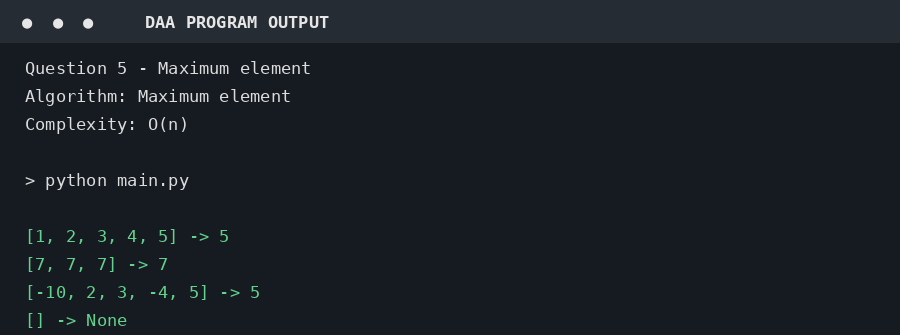 DAA PROGRAM OUTPUT
Question 5 - Maximum element
Algorithm: Maximum element
Complexity: O(n)
> python main.py
[1, 2, 3, 4, 5] -> 5
[7, 7, 7] -> 7
[-10, 2, 3, -4, 5] -> 5
[] -> None